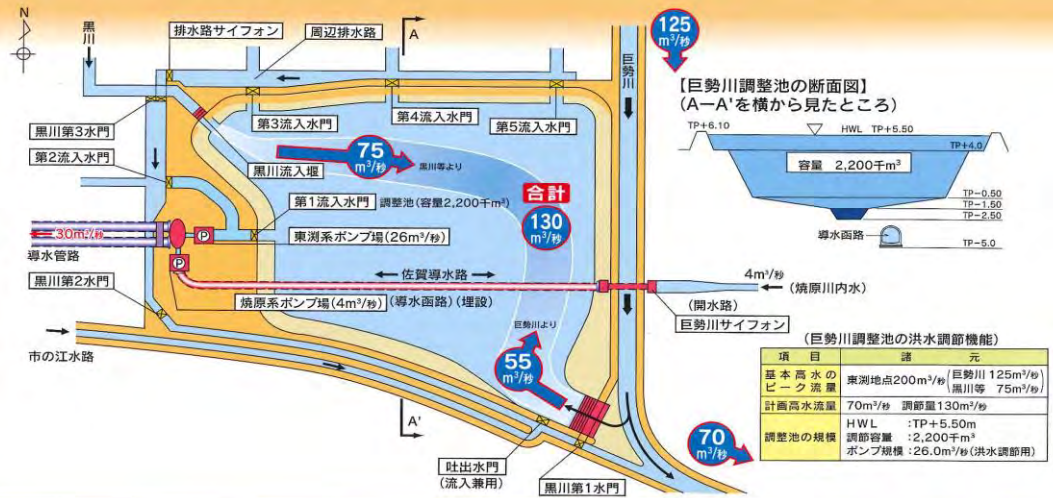 N
黒川
排水路サイフォン
周辺排水路
A
125
m³/秒
巨勢川
【巨勢川調整池の断面図】
(A－A'を横から見たところ)
TP+6.10
HWL TP+5.50
TP+4.0
容量 2,200千m³
TP-0.50
TP-1.50
TP-2.50
導水函路
TP-5.0
黒川第3水門
第3流入水門
第4流入水門
第5流入水門
第2流入水門
黒川流入堰
75
m³/秒
黒川等より
合計
130
m³/秒
第1流入水門
調整池(容量2,200千m³)
30m³/秒
導水管路
P
東渕系ポンプ場(26m³/秒)
P
黒川第2水門
佐賀導水路
焼原系ポンプ場(4m³/秒)
(導水函路)(埋設)
4m³/秒
(焼原川内水)
(開水路)
巨勢川サイフォン
市の江水路
巨勢川より
55
m³/秒
A'
吐出水門
(流入兼用)
黒川第1水門
70
m³/秒
(巨勢川調整池の洪水調節機能)
項 目 諸 元
基本高水のピーク流量 東渕地点200m³/秒(巨勢川 125m³/秒 黒川等 75m³/秒)
計画高水流量 70m³/秒 調節量130m³/秒
調整池の規模 HWL :TP+5.50m
調節容量 :2,200千m³
ポンプ規模 :26.0m³/秒(洪水調節用)